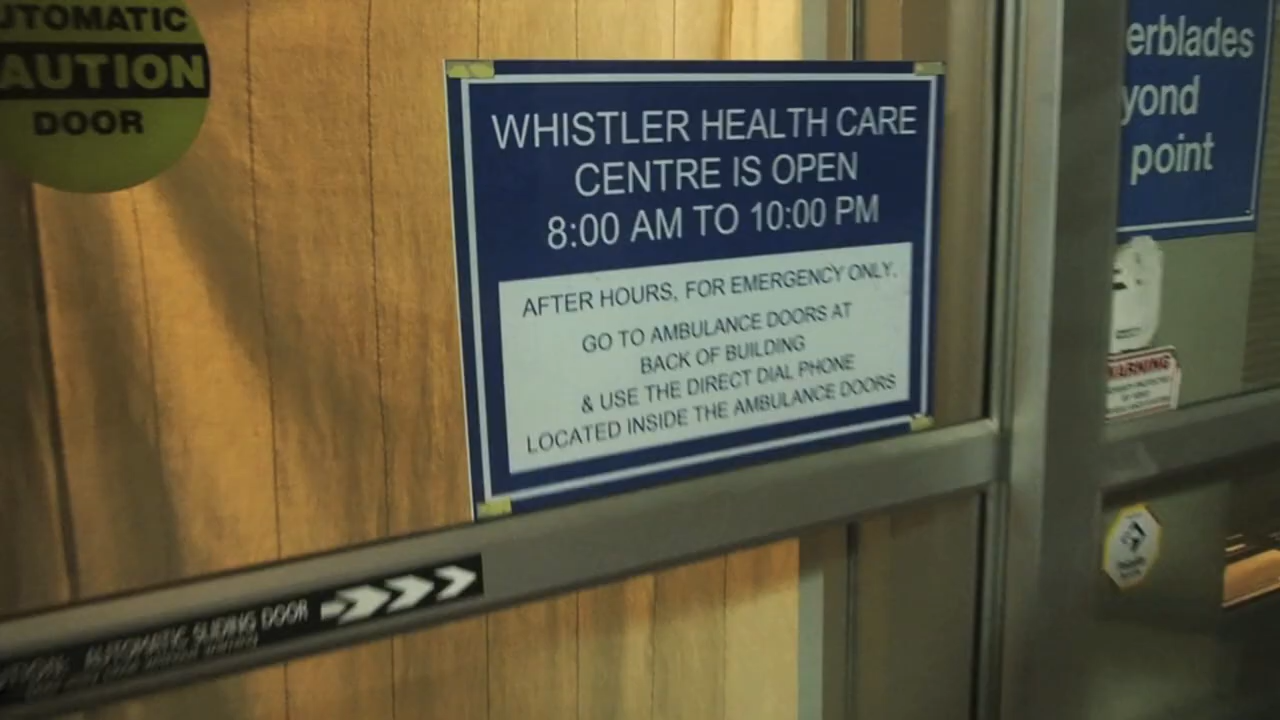 AUTOMATIC
CAUTION
DOOR
WHISTLER HEALTH CARE
CENTRE IS OPEN
8:00 AM TO 10:00 PM
AFTER HOURS, FOR EMERGENCY ONLY,
GO TO AMBULANCE DOORS AT
BACK OF BUILDING
& USE THE DIRECT DIAL PHONE
LOCATED INSIDE THE AMBULANCE DOORS
erblades
yond
point
WARNING
AUTOMATIC SLIDING DOOR